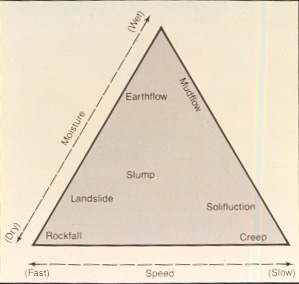 (Wet)
Earthflow
Mudflow
Moisture
Slump
Landslide
Solifluction
(Dry)
Rockfall
Creep
(Fast)
Speed
(Slow)